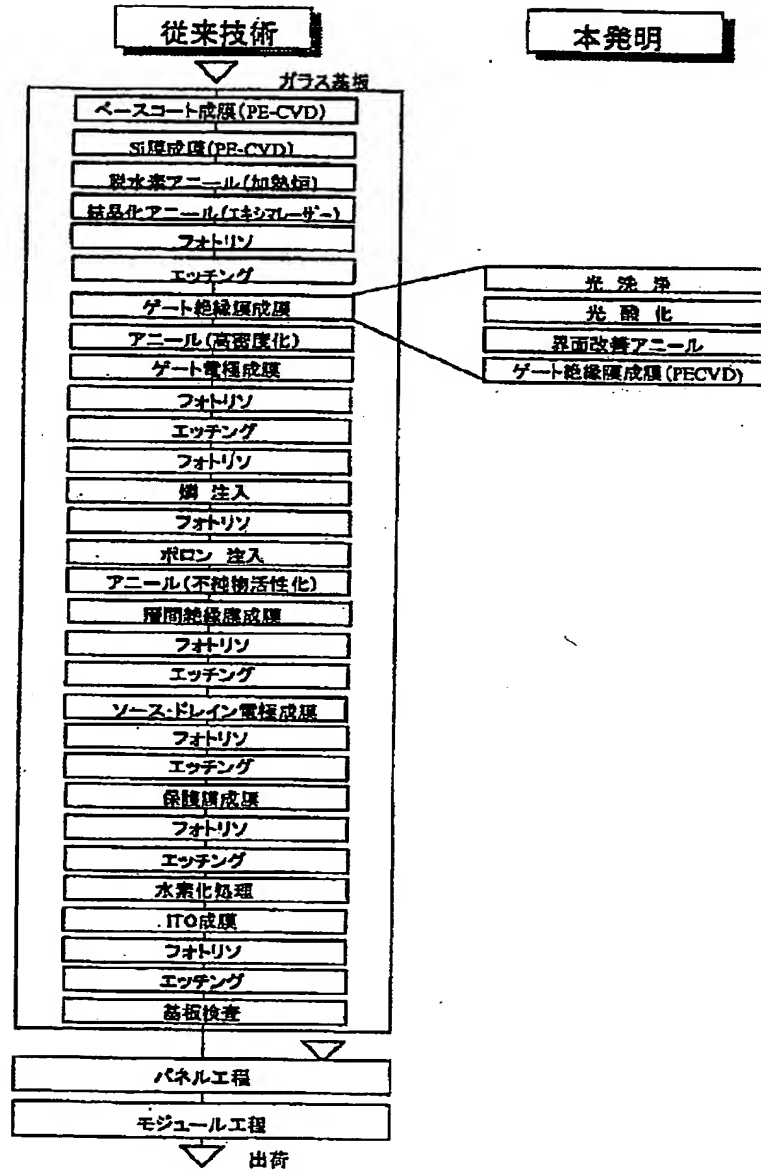 従来技術
ガラス基板
ベースコート成膜(PE-CVD)
Si膜成膜(PE-CVD)
脱水素アニール(加熱炉)
結晶化アニール(エキシマレーザー)
フォトリソ
エッチング
ゲート絶縁膜成膜
アニール(高密度化)
ゲート電極成膜
フォトリソ
エッチング
フォトリソ
燐 注入
フォトリソ
ボロン 注入
アニール(不純物活性化)
層間絶縁膜成膜
フォトリソ
エッチング
ソース・ドレイン電極成膜
フォトリソ
エッチング
保護膜成膜
フォトリソ
エッチング
水素化処理
ITO成膜
フォトリソ
エッチング
基板検査
パネル工程
モジュール工程
出荷
本発明
光 洗 浄
光 酸 化
界面改善アニール
ゲート絶縁膜成膜(PECVD)